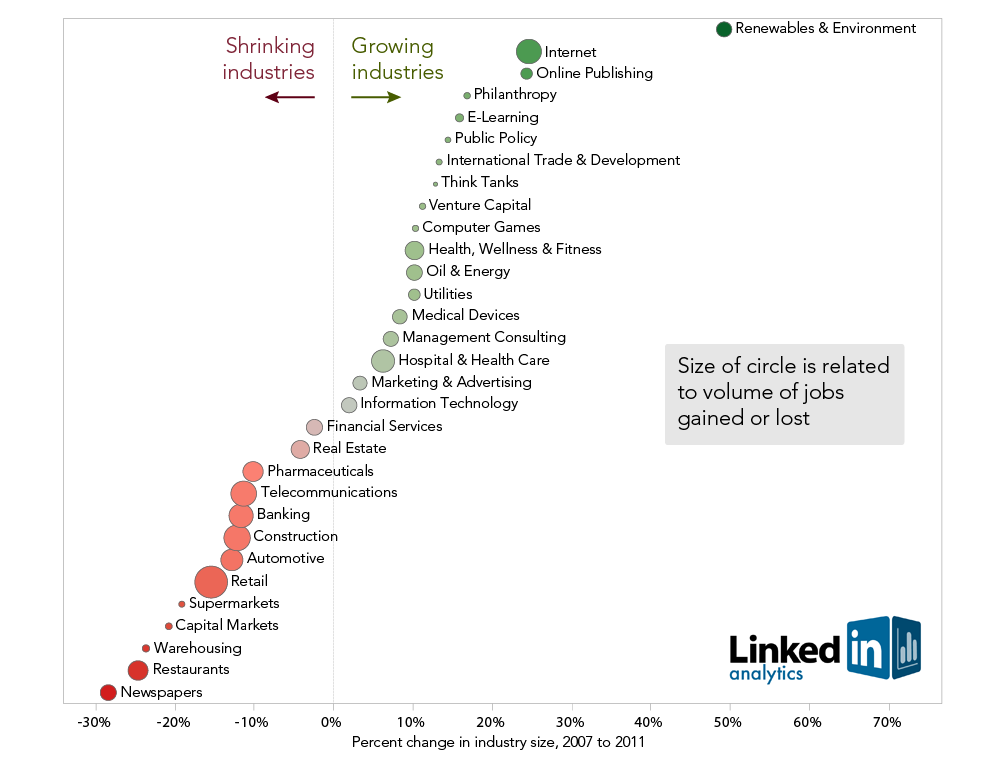 Renewables & Environment
Shrinking
industries
Growing
industries
Internet
Online Publishing
Philanthropy
E-Learning
Public Policy
International Trade & Development
Think Tanks
Venture Capital
Computer Games
Health, Wellness & Fitness
Oil & Energy
Utilities
Medical Devices
Management Consulting
Hospital & Health Care
Size of circle is related
to volume of jobs
gained or lost
Marketing & Advertising
Information Technology
Financial Services
Real Estate
Pharmaceuticals
Telecommunications
Banking
Construction
Automotive
Retail
Supermarkets
Capital Markets
Warehousing
Restaurants
Newspapers
Linked in
analytics
-30% -20% -10% 0% 10% 20% 30% 40% 50% 60% 70%
Percent change in industry size, 2007 to 2011